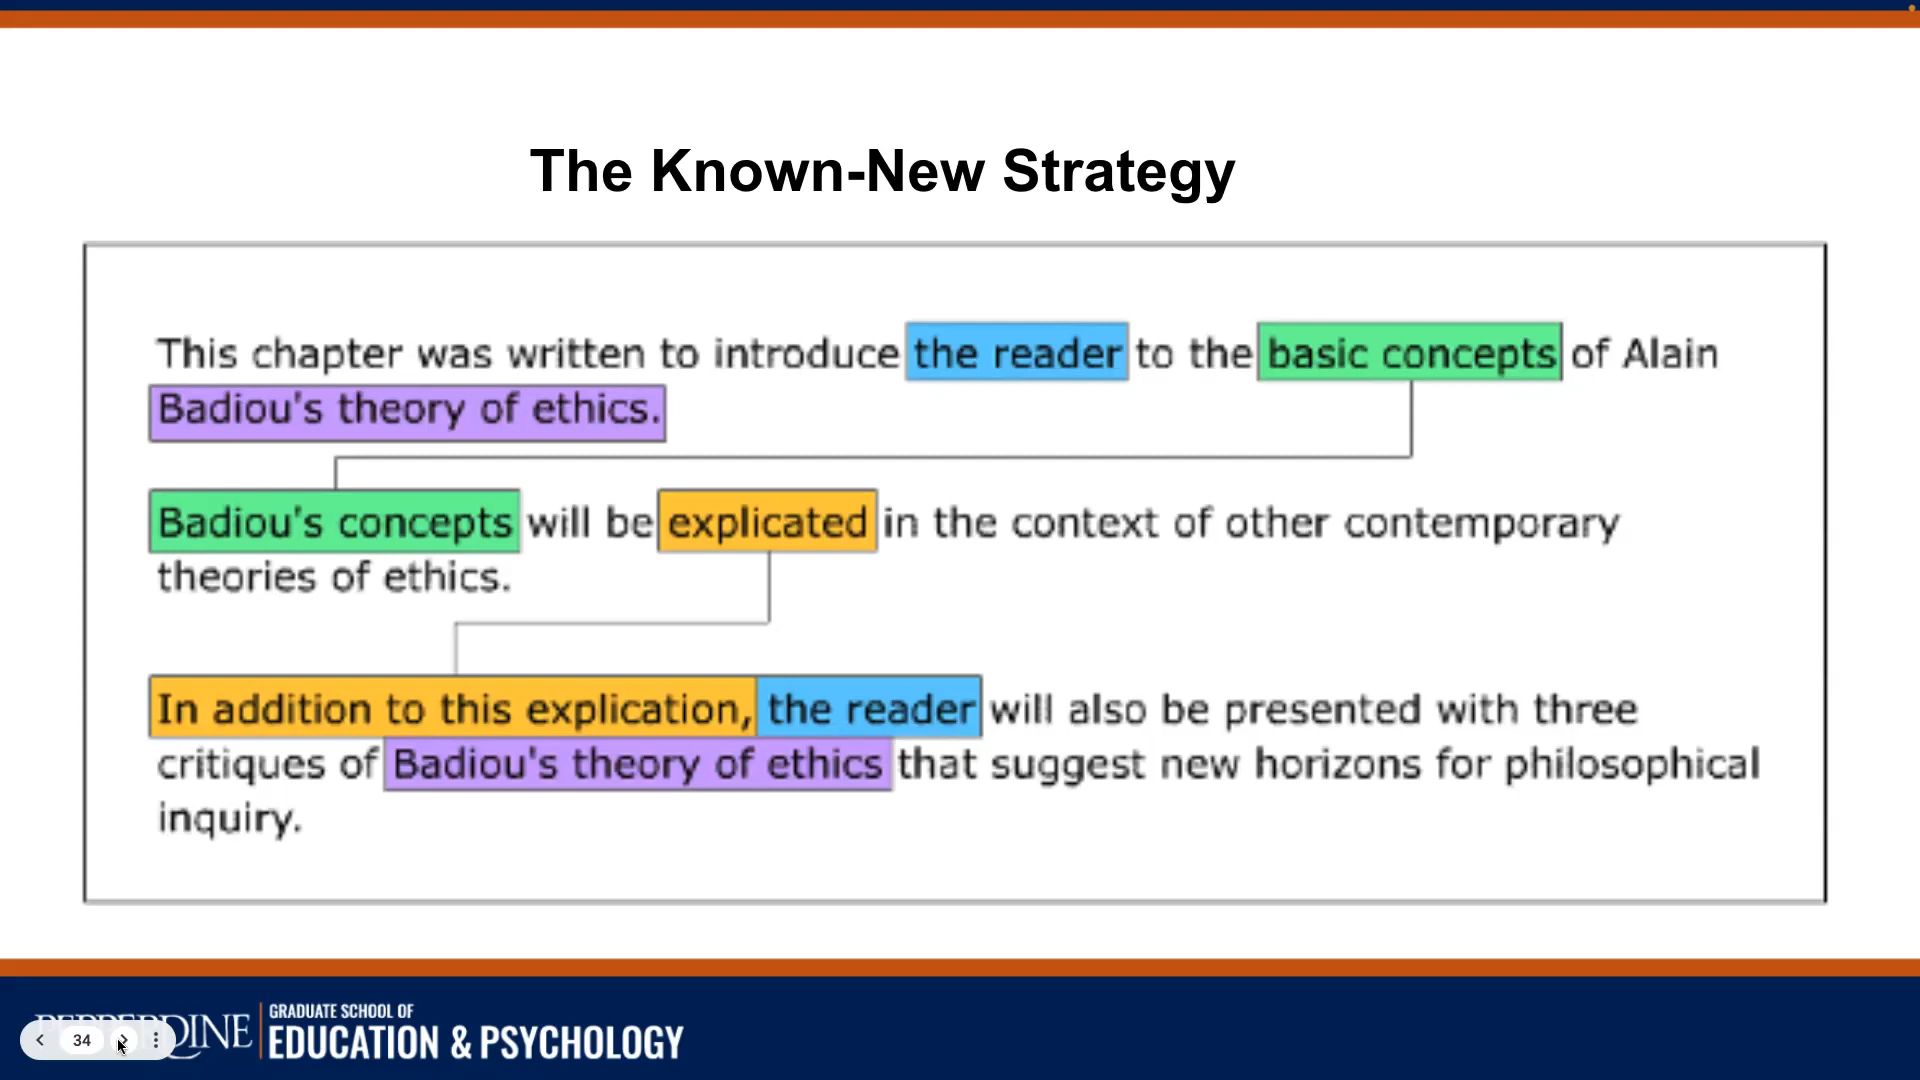 The Known-New Strategy
This chapter was written to introduce the reader to the basic concepts of Alain
Badiou's theory of ethics.
Badiou's concepts will be explicated in the context of other contemporary
theories of ethics.
In addition to this explication, the reader will also be presented with three
critiques of Badiou's theory of ethics that suggest new horizons for philosophical
inquiry.
PEPPERDINE
GRADUATE SCHOOL OF
EDUCATION & PSYCHOLOGY
34